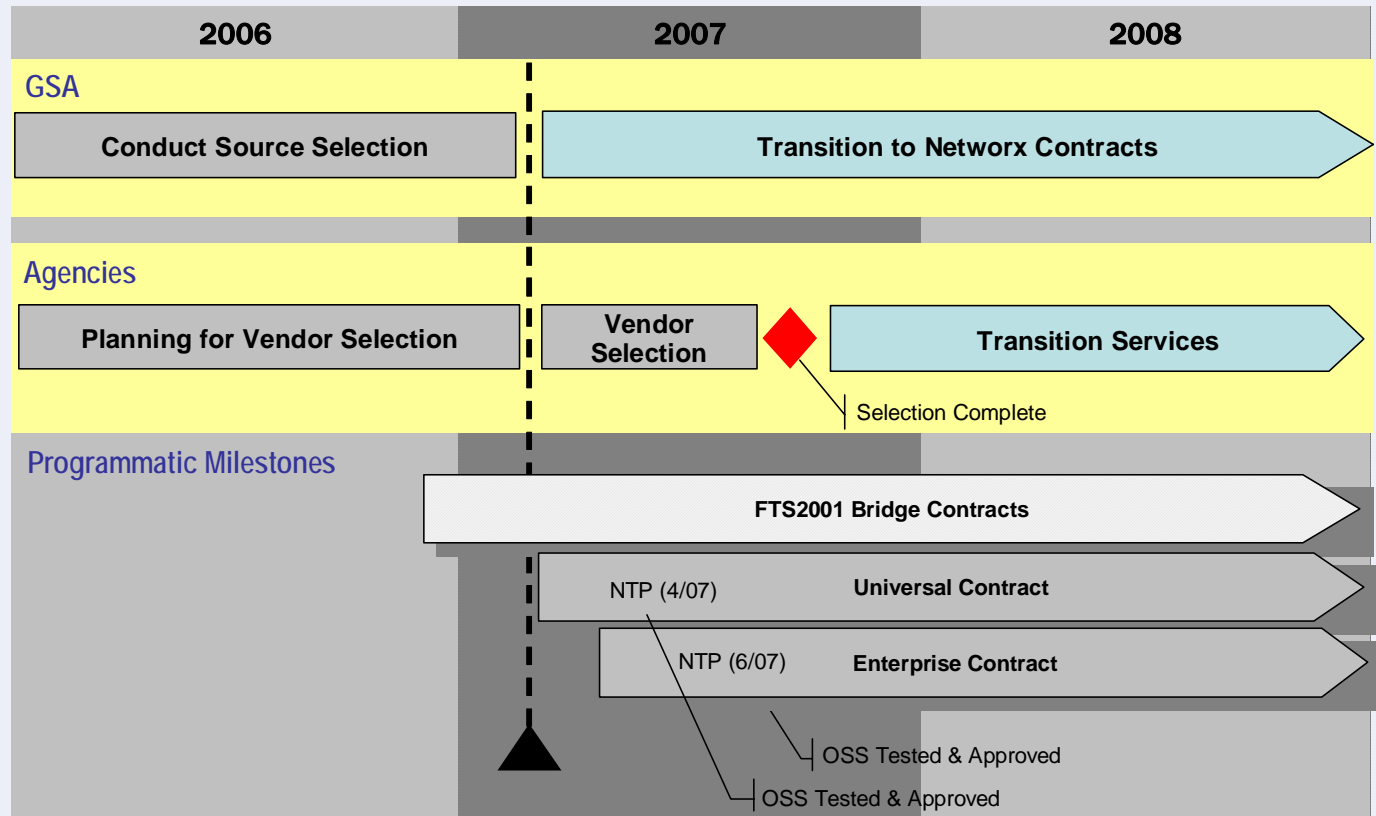 2006
2007
2008
GSA
Conduct Source Selection
Transition to Networx Contracts
Agencies
Planning for Vendor Selection
Vendor
Selection
Transition Services
Selection Complete
Programmatic Milestones
FTS2001 Bridge Contracts
NTP (4/07)
Universal Contract
NTP (6/07)
Enterprise Contract
OSS Tested & Approved
OSS Tested & Approved